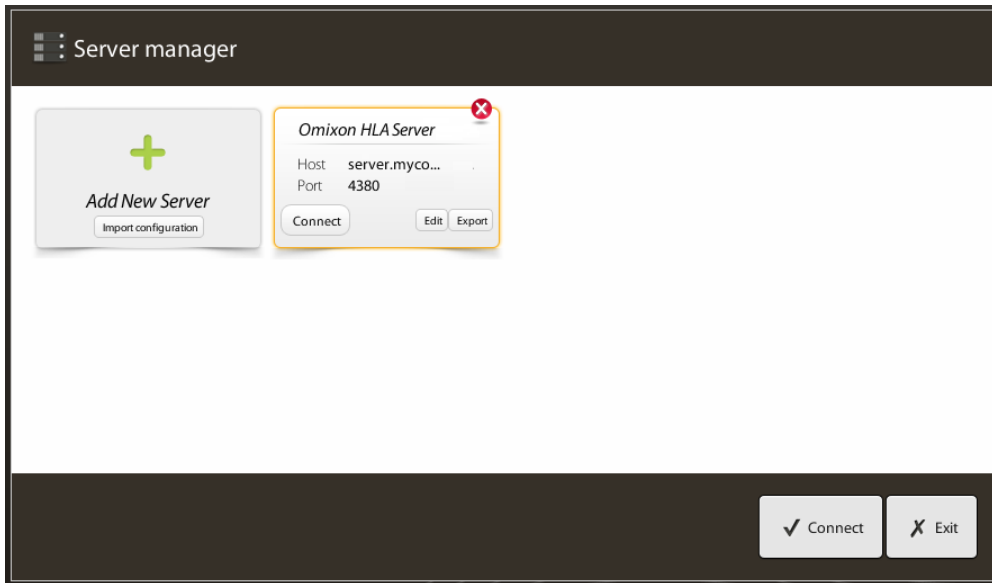 Server manager
Add New Server
Import configuration
Omixon HLA Server
Host server.myco...
Port 4380
Connect Edit Export
Connect Exit